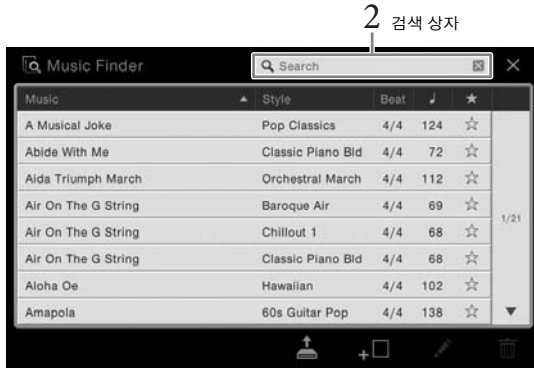 2 검색 상자
Music Finder Search
Music Style Beat ♩ ★
A Musical Joke Pop Classics 4/4 124 ☆
Abide With Me Classic Piano Bld 4/4 72 ☆
Aida Triumph March Orchestral March 4/4 112 ☆
Air On The G String Baroque Air 4/4 69 ☆
Air On The G String Chillout 1 4/4 68 ☆
Air On The G String Classic Piano Bld 4/4 68 ☆
Aloha Oe Hawaiian 4/4 102 ☆
Amapola 60s Guitar Pop 4/4 138 ☆
1/21